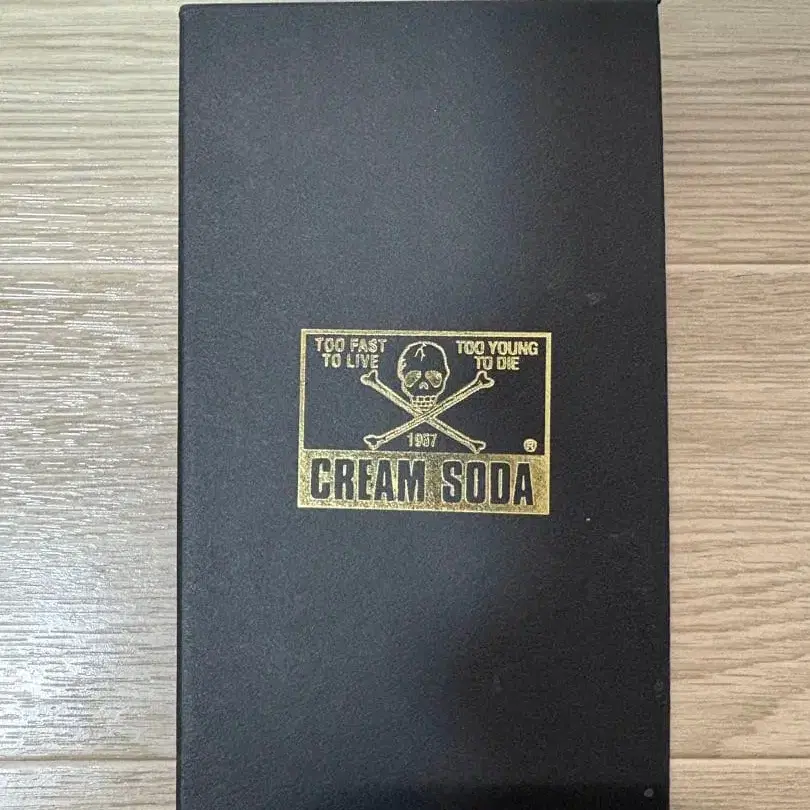 TOO FAST
TO LIVE
TOO YOUNG
TO DIE
1957
®
CREAM SODA